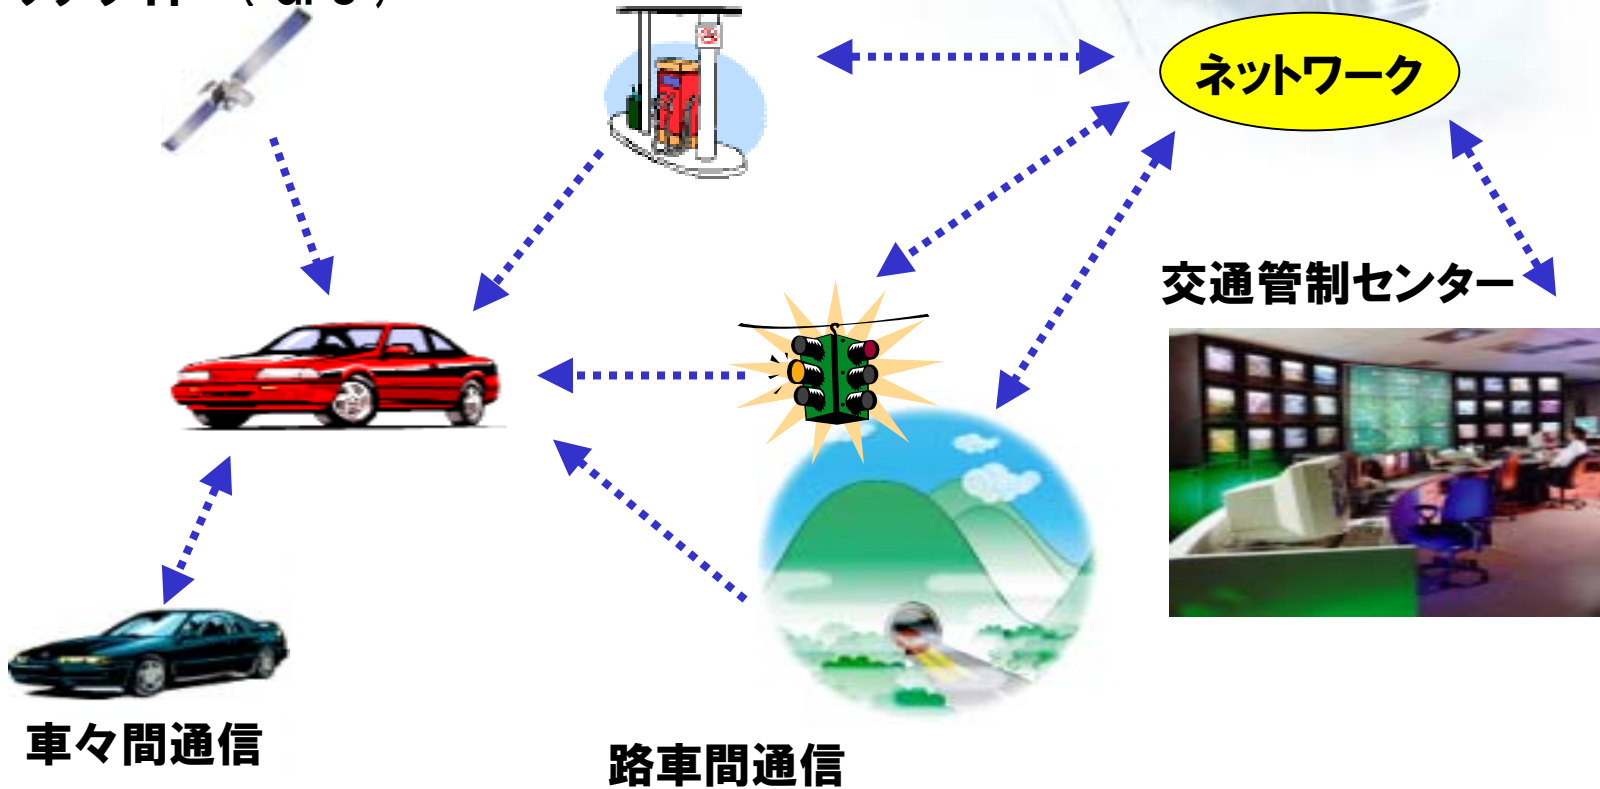 ネットワーク
交通管制センター
車々間通信
路車間通信